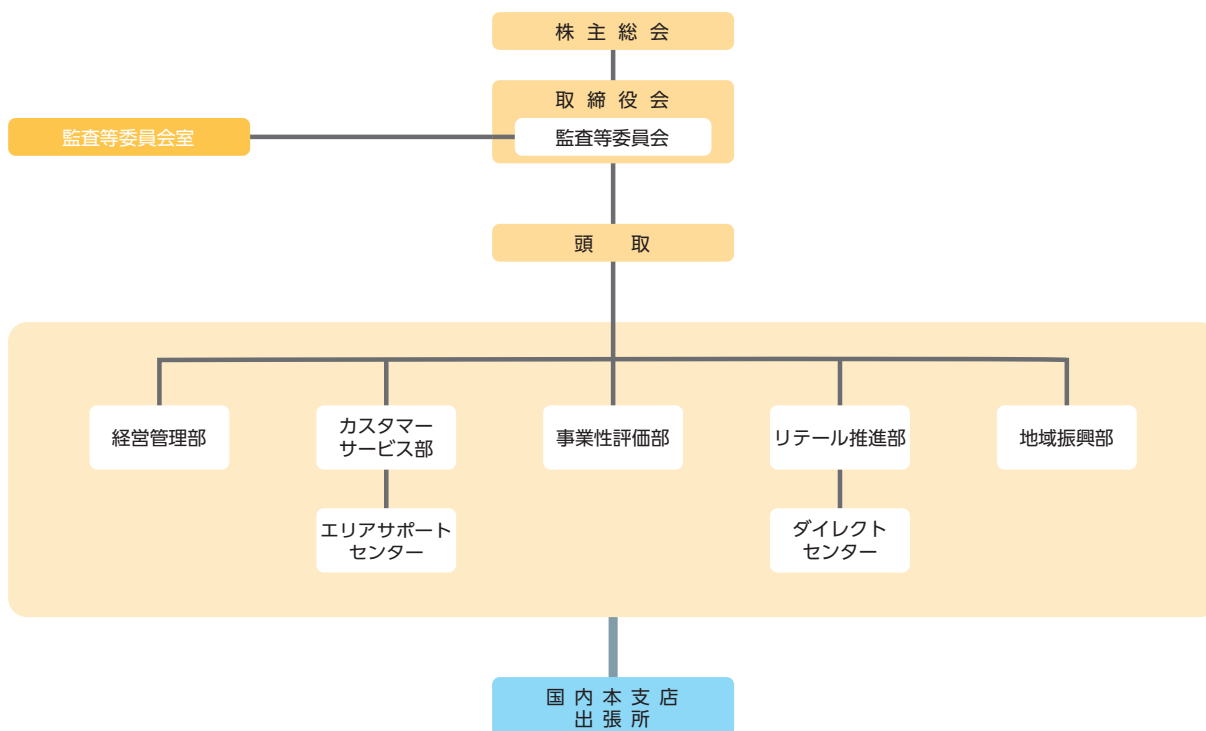 株主総会
取締役会
監査等委員会室
監査等委員会
頭取
経営管理部
カスタマー
サービス部
事業性評価部
リテール推進部
地域振興部
エリアサポート
センター
ダイレクト
センター
国内本支店
出張所